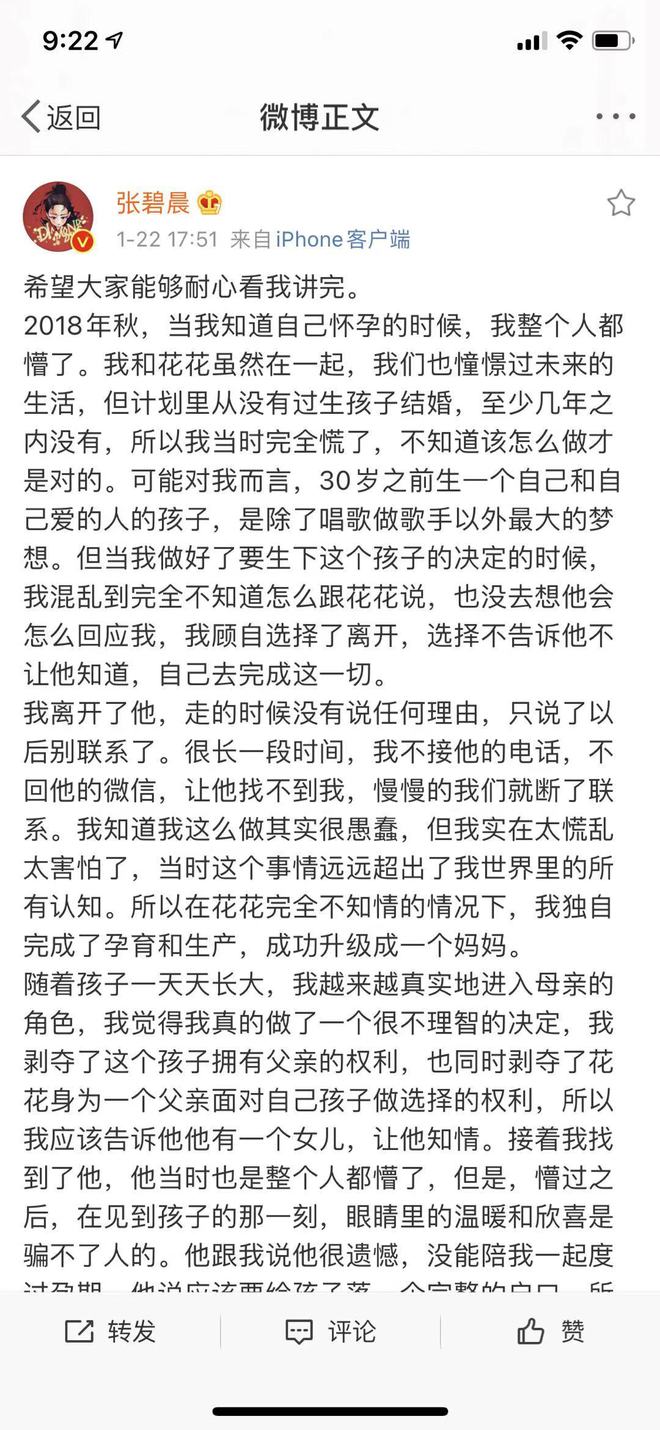 9:22
返回
微博正文
张碧晨
1-22 17:51 来自iPhone客户端
希望大家能够耐心看我讲完。
2018年秋，当我知道自己怀孕的时候，我整个人都
懵了。我和花花虽然在一起，我们也憧憬过未来的
生活，但计划里从没有过生孩子结婚，至少几年之
内没有，所以我当时完全慌了，不知道该怎么做才
是对的。可能对我而言，30岁之前生一个自己和自
己爱的人的孩子，是除了唱歌做歌手以外最大的梦
想。但当我做好了要生下这个孩子的决定的时候，
我混乱到完全不知道怎么跟花花说，也没去想他会
怎么回应我，我顾自选择了离开，选择不告诉他不
让他知道，自己去完成这一切。
我离开了他，走的时候没有说任何理由，只说了以
后别联系了。很长一段时间，我不接他的电话，不
回他的微信，让他找不到我，慢慢的我们就断了联
系。我知道我这么做其实很愚蠢，但我实在太慌乱
太害怕了，当时这个事情远远超出了我世界里的所
有认知。所以在花花完全不知情的情况下，我独自
完成了孕育和生产，成功升级成一个妈妈。
随着孩子一天天长大，我越来越真实地进入母亲的
角色，我觉得我真的做了一个很不理智的决定，我
剥夺了这个孩子拥有父亲的权利，也同时剥夺了花
花身为一个父亲面对自己孩子做选择的权利，所以
我应该告诉他他有一个女儿，让他知情。接着我找
到了他，他当时也是整个人都懵了，但是，懵过之
后，在见到孩子的那一刻，眼睛里的温暖和欣喜是
骗不了人的。他跟我说他很遗憾，没能陪我一起度
过孕期，他说应该要给孩子落一个完整的户口，所
转发
评论
赞